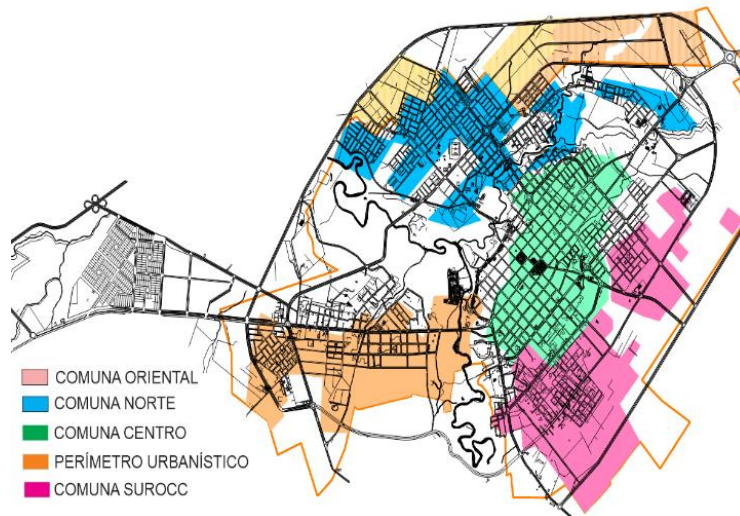 COMUNA ORIENTAL
COMUNA NORTE
COMUNA CENTRO
PERÍMETRO URBANÍSTICO
COMUNA SUROCC